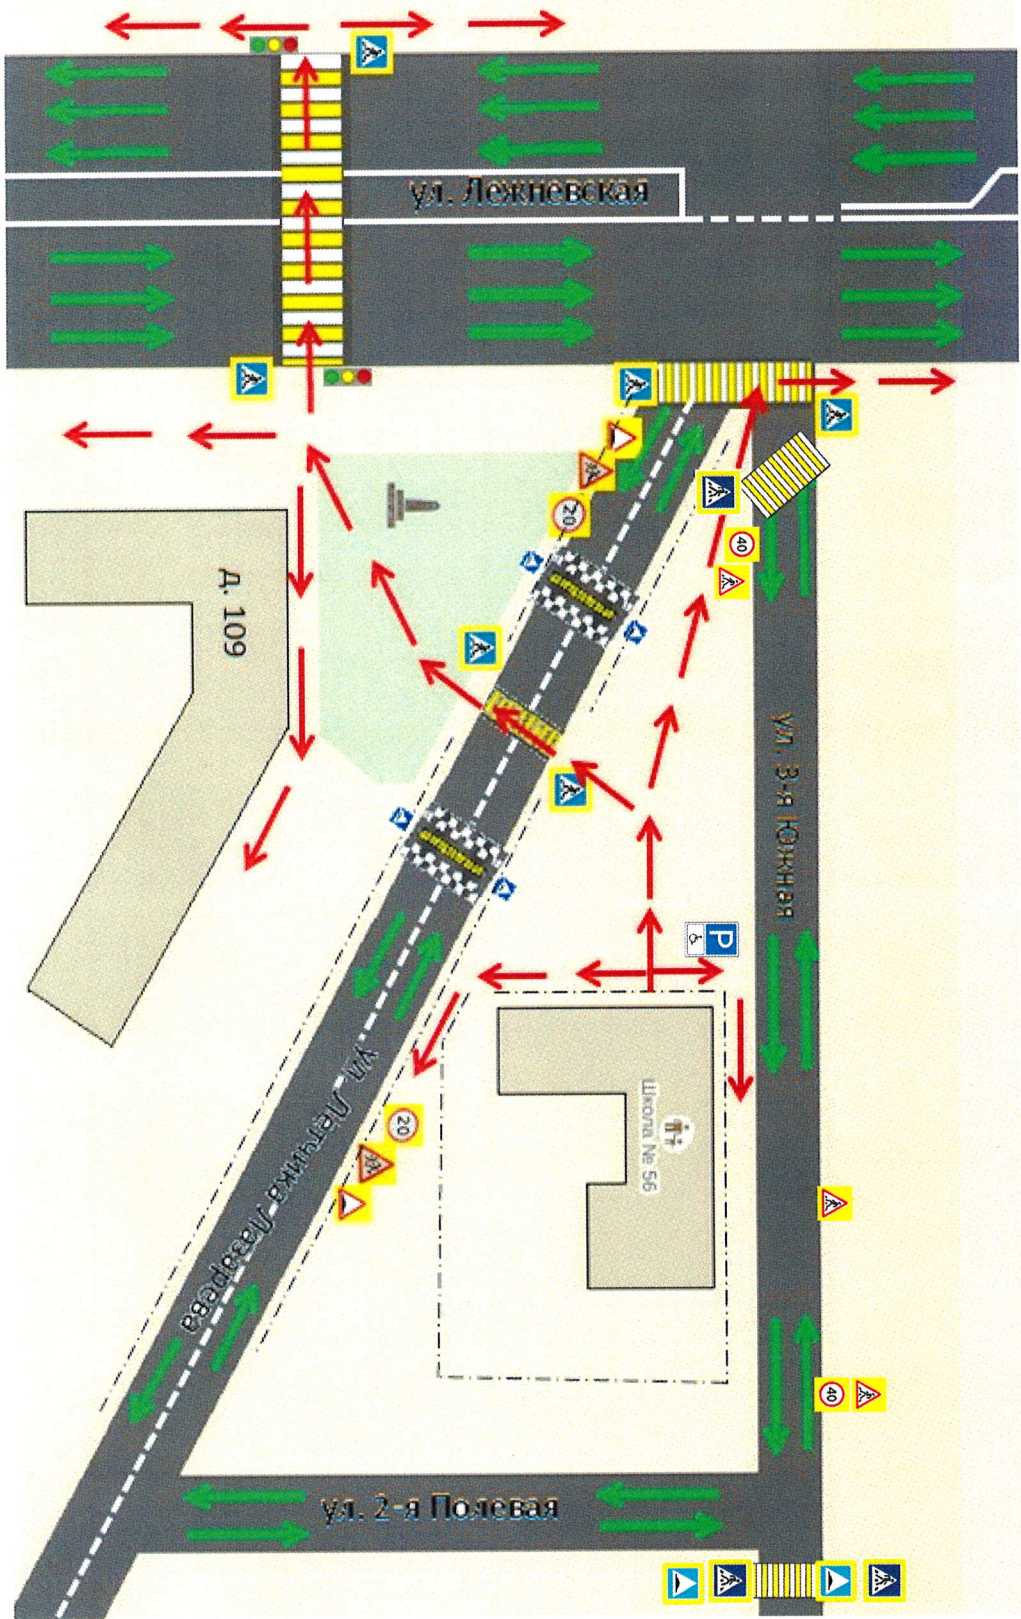 ул. Лежневская
д. 109
20
40
ул. 3-я Южная
P
Школа № 56
20
ул. Летчика Лазарева
40
ул. 2-я Полевая